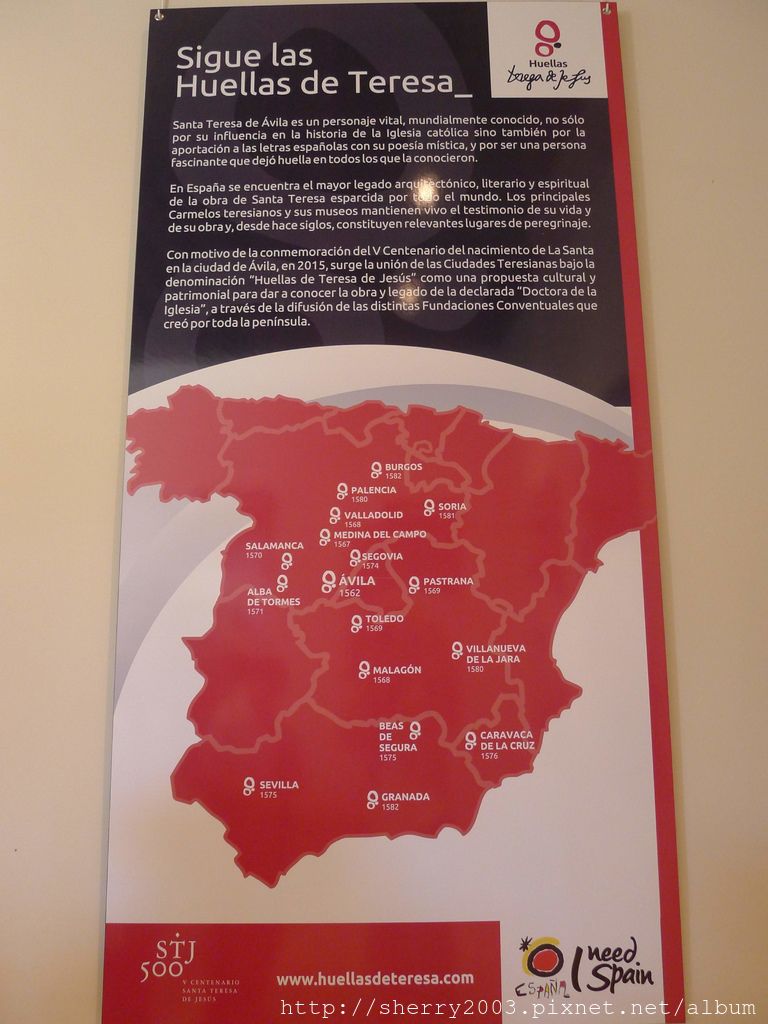 Sigue las
Huellas de Teresa_
Huellas
Teresa de Jesús
Santa Teresa de Ávila es un personaje vital, mundialmente conocido, no sólo
por su influencia en la historia de la Iglesia católica sino también por la
aportación a las letras españolas con su poesía mística, y por ser una persona
fascinante que dejó huella en todos los que la conocieron.
En España se encuentra el mayor legado arquitectónico, literario y espiritual
de la obra de Santa Teresa esparcida por todo el mundo. Los principales
Carmelos teresianos y sus museos mantienen vivo el testimonio de su vida y
de su obra y, desde hace siglos, constituyen relevantes lugares de peregrinaje.
Con motivo de la conmemoración del V Centenario del nacimiento de La Santa
en la ciudad de Ávila, en 2015, surge la unión de las Ciudades Teresianas bajo la
denominación “Huellas de Teresa de Jesús” como una propuesta cultural y
patrimonial para dar a conocer la obra y legado de la declarada “Doctora de la
Iglesia”, a través de la difusión de las distintas Fundaciones Conventuales que
creó por toda la península.
BURGOS
1582
PALENCIA
1580
SORIA
1581
VALLADOLID
1568
MEDINA DEL CAMPO
1567
SALAMANCA
1570
SEGOVIA
1574
ÁVILA
1562
PASTRANA
1569
ALBA
DE TORMES
1571
TOLEDO
1569
VILLANUEVA
DE LA JARA
1580
MALAGÓN
1568
BEAS
DE
SEGURA
1575
CARAVACA
DE LA CRUZ
1576
SEVILLA
1575
GRANADA
1582
STJ
500
V CENTENARIO
SANTA TERESA
DE JESÚS
www.huellasdeteresa.com
ESPAÑA
I need
Spain
http://sherry2003.pixnet.net/album